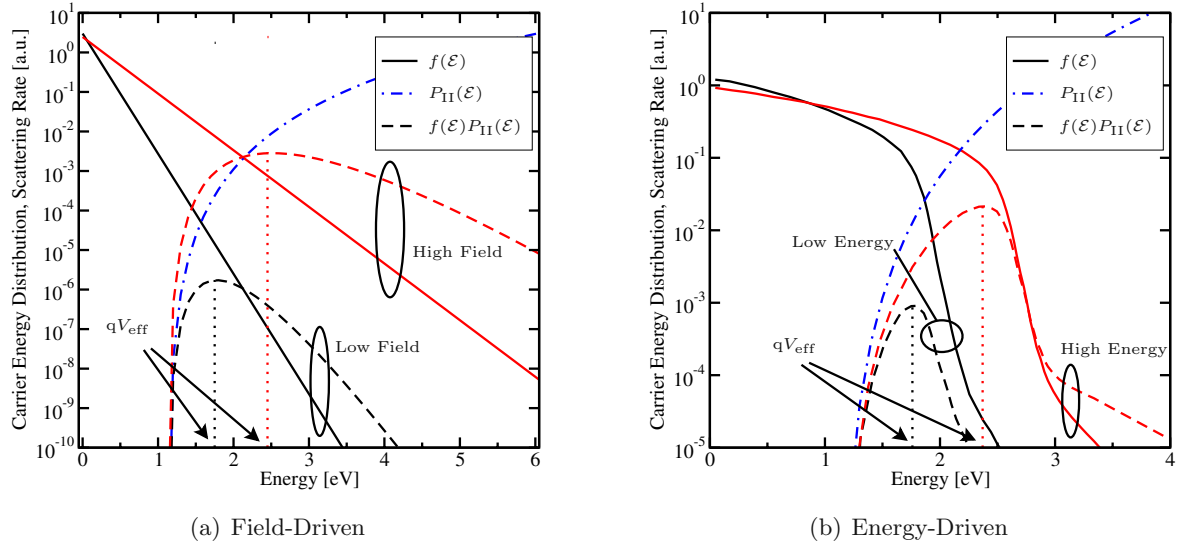 Carrier Energy Distribution, Scattering Rate [a.u.]
10^1
10^0
10^-1
10^-2
10^-3
10^-4
10^-5
10^-6
10^-7
10^-8
10^-9
10^-10
f(ℰ)
P_II(ℰ)
f(ℰ)P_II(ℰ)
High Field
qV_eff
Low Field
0 1 2 3 4 5 6
Energy [eV]
(a) Field-Driven
Carrier Energy Distribution, Scattering Rate [a.u.]
10^1
10^0
10^-1
10^-2
10^-3
10^-4
10^-5
f(ℰ)
P_II(ℰ)
f(ℰ)P_II(ℰ)
Low Energy
qV_eff
High Energy
0 1 2 3 4
Energy [eV]
(b) Energy-Driven